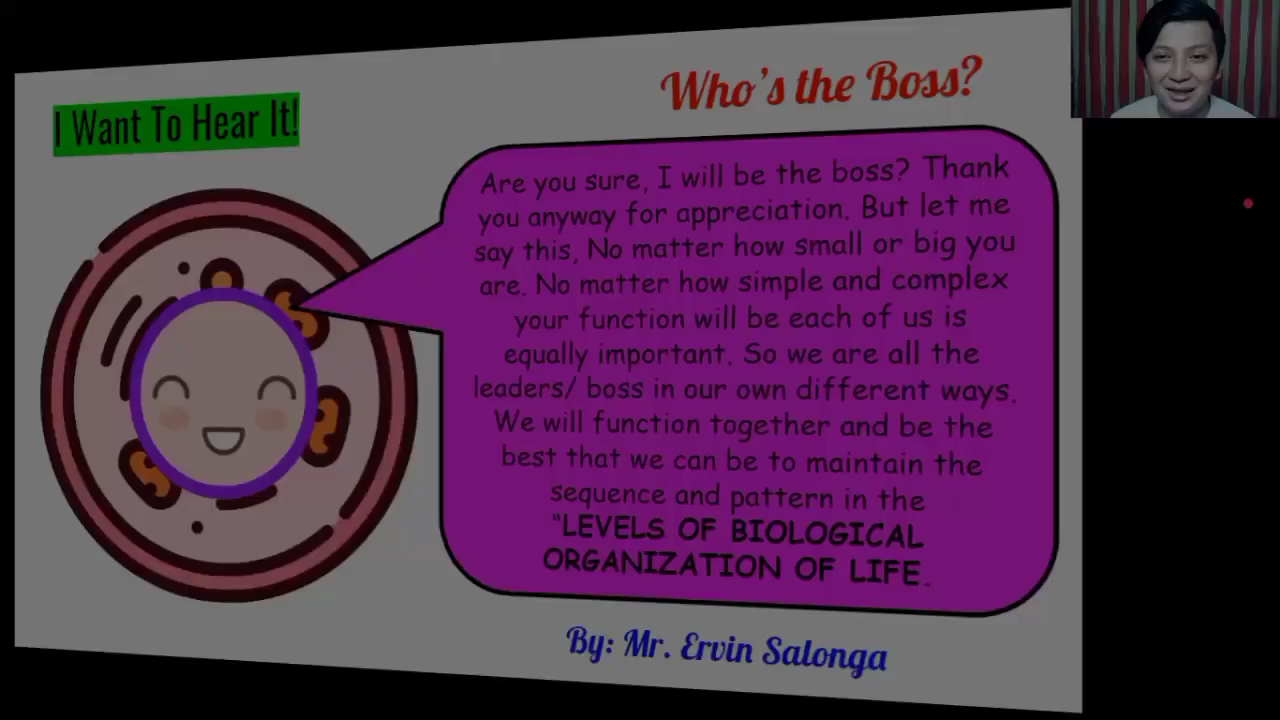 I Want To Hear It!
Who's the Boss?
Are you sure, I will be the boss? Thank
you anyway for appreciation. But let me
say this, No matter how small or big you
are. No matter how simple and complex
your function will be each of us is
equally important. So we are all the
leaders/ boss in our own different ways.
We will function together and be the
best that we can be to maintain the
sequence and pattern in the
"LEVELS OF BIOLOGICAL
ORGANIZATION OF LIFE.
By: Mr. Ervin Salonga